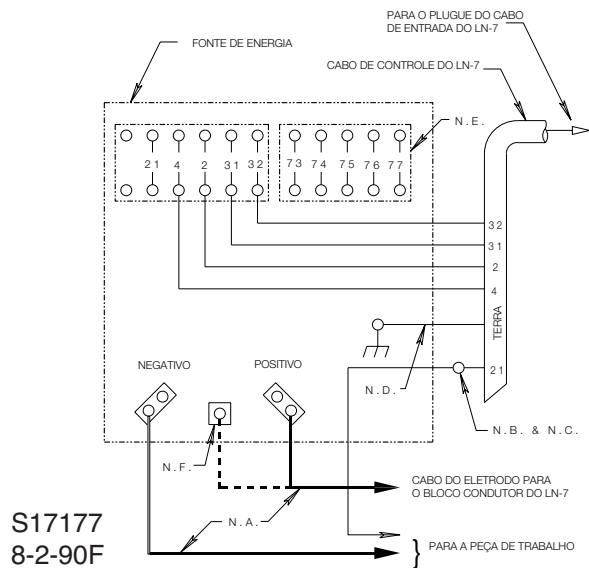 PARA O PLUGUE DO CABO
DE ENTRADA DO LN-7
FONTE DE ENERGIA
CABO DE CONTROLE DO LN-7
N.E.
21 4 2 31 32 73 74 75 76 77
32
31
2
4
TERRA
21
NEGATIVO
POSITIVO
N.D.
N.B. & N.C.
N.F.
CABO DO ELETRODO PARA
O BLOCO CONDUTOR DO LN-7
N.A.
PARA A PEÇA DE TRABALHO
S17177
8-2-90F